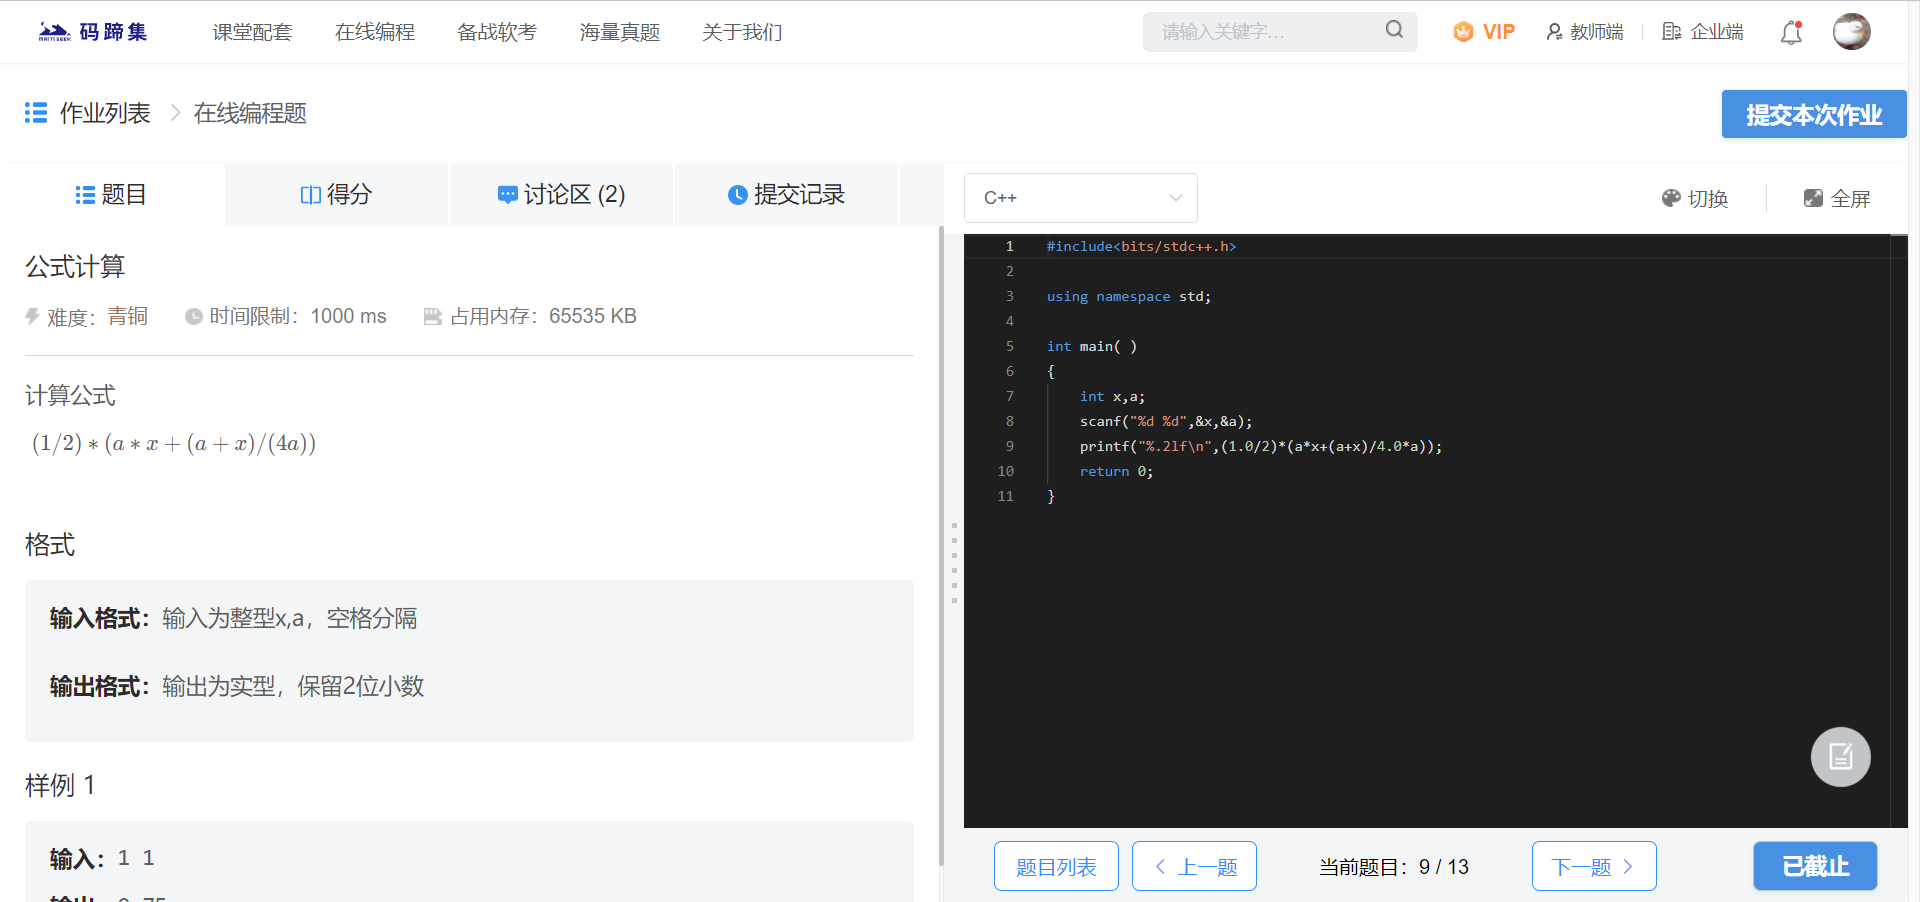 码蹄集
MAITI GEEK
课堂配套 在线编程 备战软考 海量真题 关于我们
请输入关键字...
VIP 教师端 企业端
作业列表 > 在线编程题
提交本次作业
题目 得分 讨论区 (2) 提交记录
C++
切换 全屏
公式计算
难度：青铜 时间限制：1000 ms 占用内存：65535 KB
计算公式
(1/2) ∗ (a ∗ x + (a + x)/(4a))
格式
输入格式：输入为整型x,a，空格分隔
输出格式：输出为实型，保留2位小数
样例 1
输入：1 1
1 #include<bits/stdc++.h>
2
3 using namespace std;
4
5 int main( )
6 {
7 int x,a;
8 scanf("%d %d",&x,&a);
9 printf("%.2lf\n",(1.0/2)*(a*x+(a+x)/4.0*a));
10 return 0;
11 }
题目列表 < 上一题 当前题目：9 / 13 下一题 > 已截止